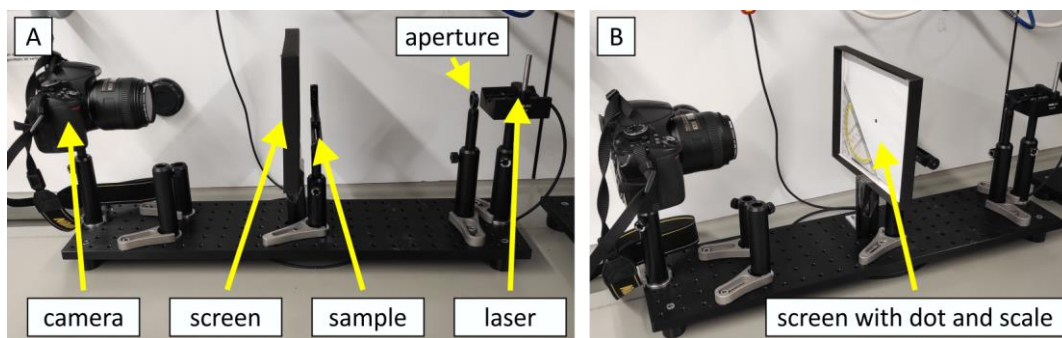 A
aperture
camera
screen
sample
laser
B
screen with dot and scale